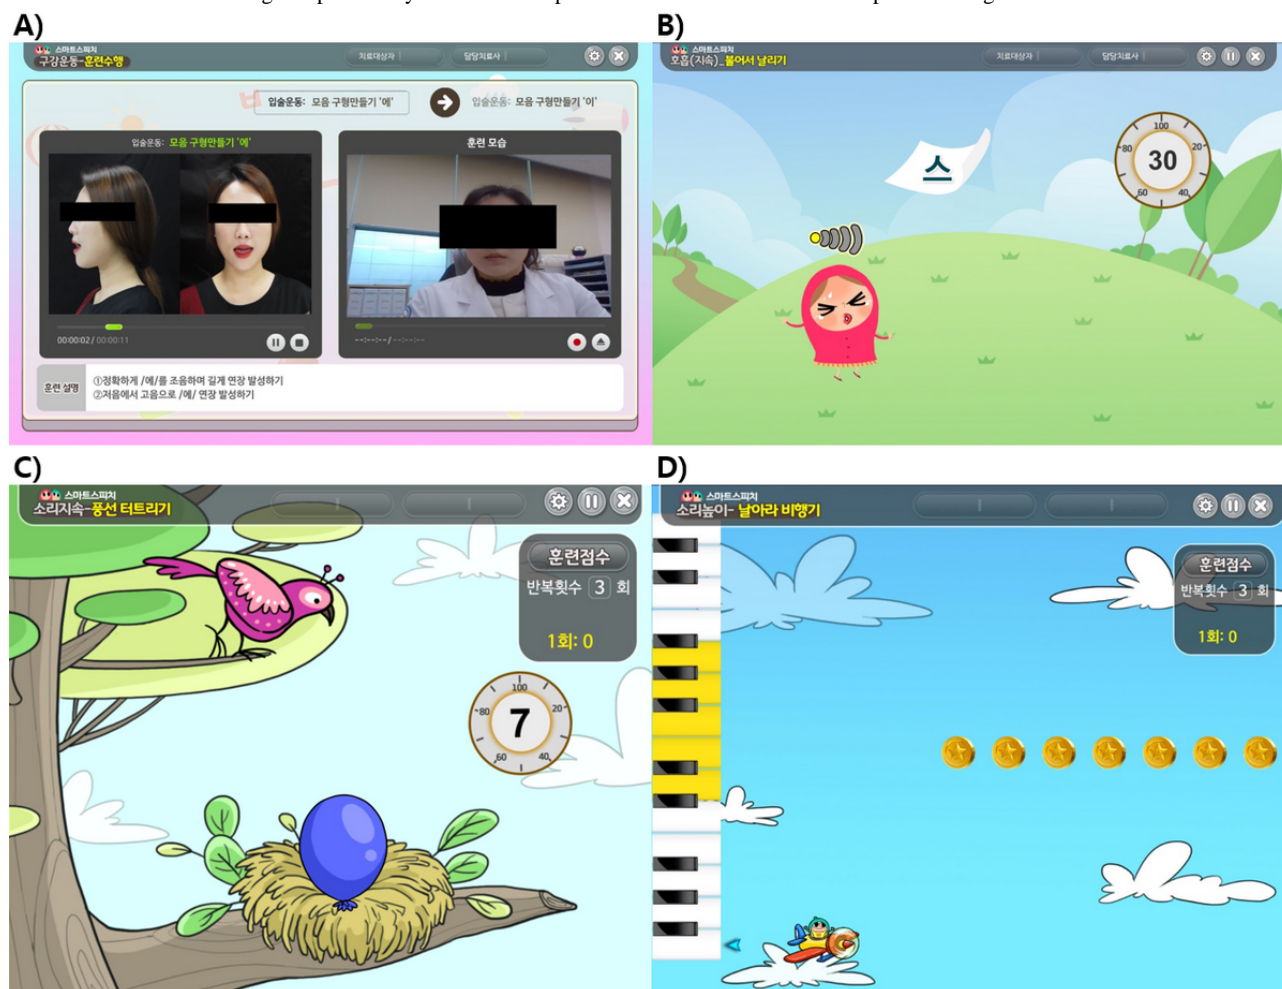 A)
스마트스피치
구강운동-훈련수행
치료대상자
담당치료사
입술운동: 모음 구형만들기 '에'
입술운동: 모음 구형만들기 '이'
입술운동: 모음 구형만들기 '에'
훈련 모습
00:00:02 / 00:00:11
--:--:-- / --:--:--
훈련 설명
①정확하게 /에/를 조음하며 길게 연장 발성하기
②저음에서 고음으로 /에/ 연장 발성하기
B)
스마트스피치
호흡(지속)_불어서 날리기
치료대상자
담당치료사
스
100
80
20
30
60
40
C)
스마트스피치
소리지속-풍선 터트리기
훈련점수
반복횟수 3 회
1회: 0
100
80
20
7
60
40
D)
스마트스피치
소리높이- 날아라 비행기
훈련점수
반복횟수 3 회
1회: 0